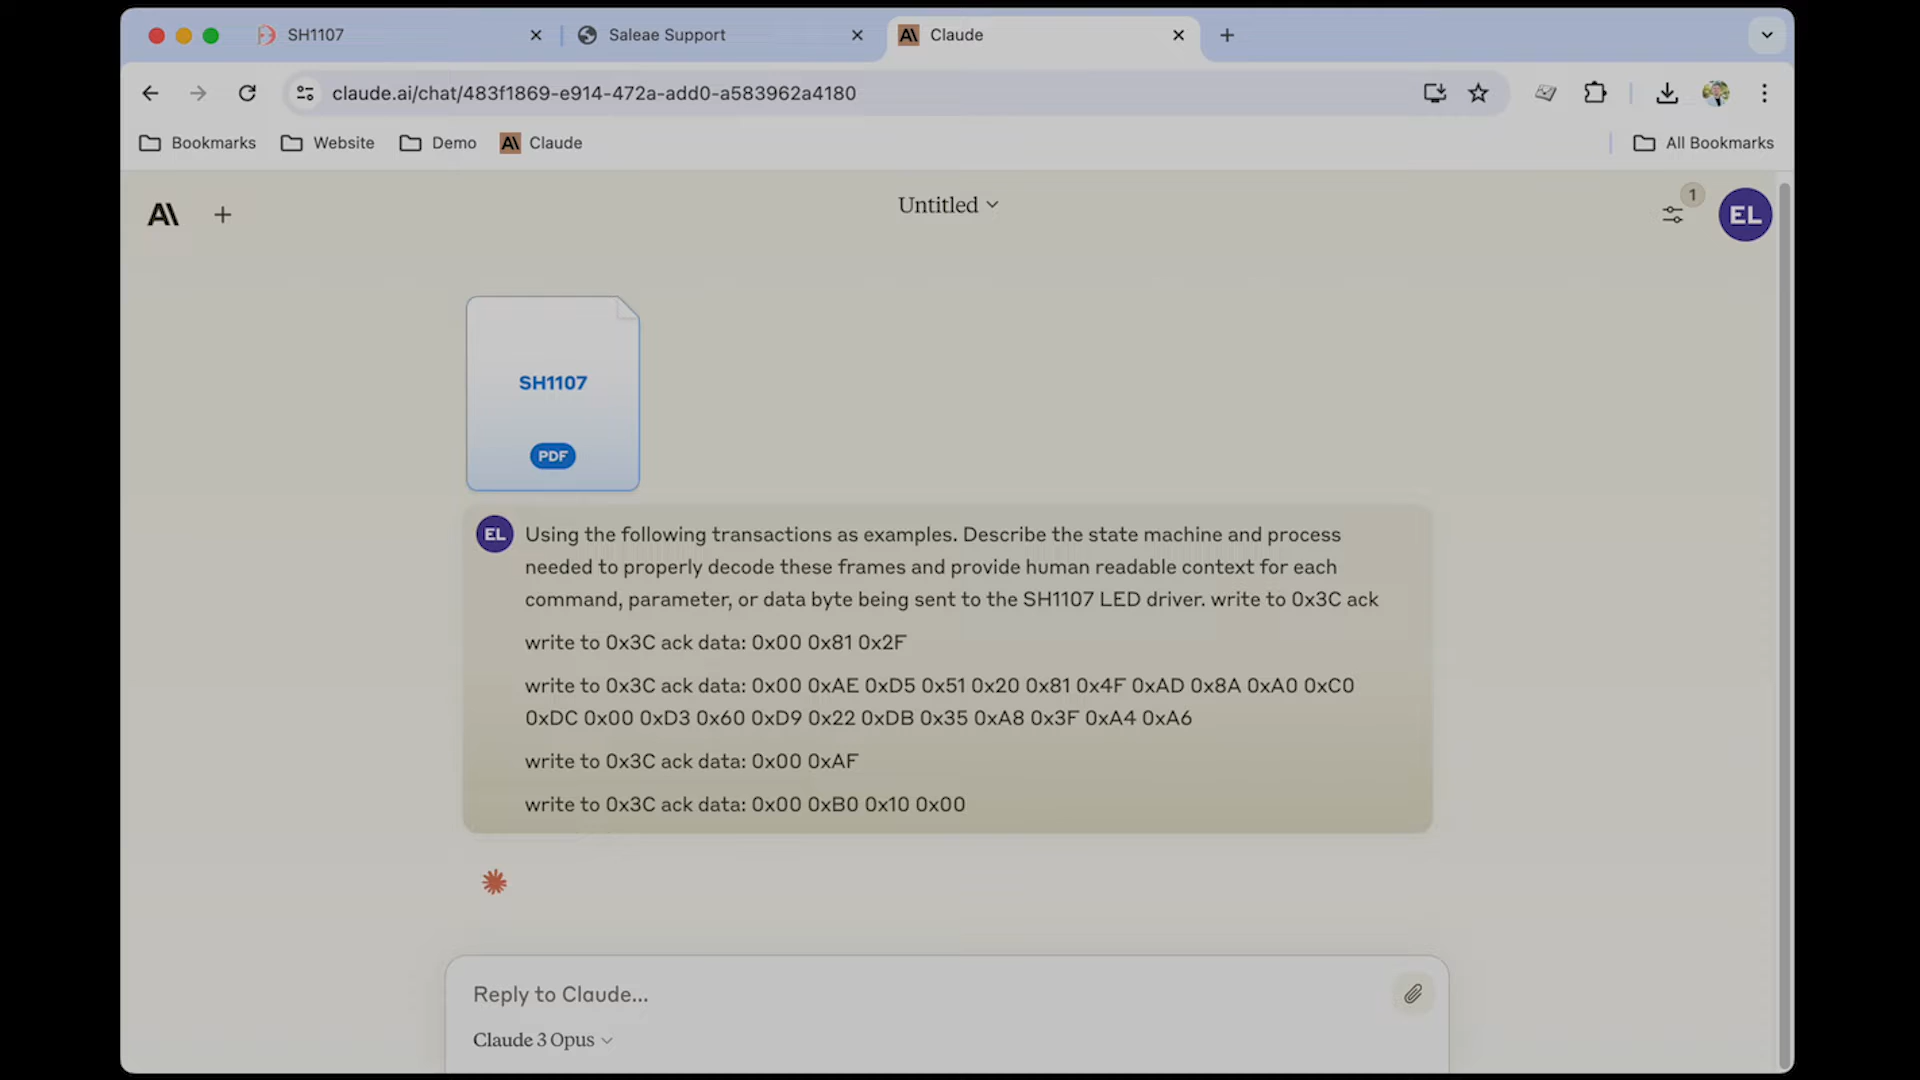 SH1107
Saleae Support
Claude
claude.ai/chat/483f1869-e914-472a-add0-a583962a4180
Bookmarks
Website
Demo
Claude
All Bookmarks
Untitled
1
EL
SH1107
PDF
EL
Using the following transactions as examples. Describe the state machine and process
needed to properly decode these frames and provide human readable context for each
command, parameter, or data byte being sent to the SH1107 LED driver. write to 0x3C ack
write to 0x3C ack data: 0x00 0x81 0x2F
write to 0x3C ack data: 0x00 0xAE 0xD5 0x51 0x20 0x81 0x4F 0xAD 0x8A 0xA0 0xC0
0xDC 0x00 0xD3 0x60 0xD9 0x22 0xDB 0x35 0xA8 0x3F 0xA4 0xA6
write to 0x3C ack data: 0x00 0xAF
write to 0x3C ack data: 0x00 0xB0 0x10 0x00
Reply to Claude...
Claude 3 Opus